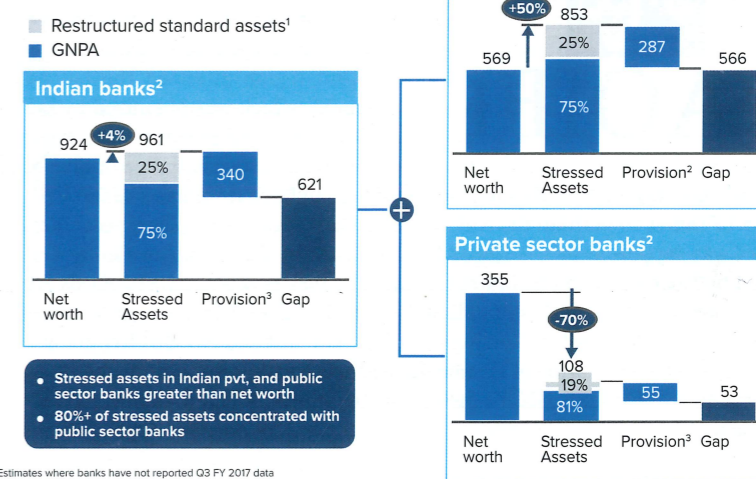 Restructured standard assets¹
GNPA
Indian banks²
924
+4%
961
25%
75%
340
621
Net worth
Stressed Assets
Provision³
Gap
Stressed assets in Indian pvt, and public
sector banks greater than net worth
80%+ of stressed assets concentrated with
public sector banks
Estimates where banks have not reported Q3 FY 2017 data
+50%
569
853
25%
75%
287
566
Net worth
Stressed Assets
Provision²
Gap
Private sector banks²
355
-70%
108
19%
81%
55
53
Net worth
Stressed Assets
Provision³
Gap